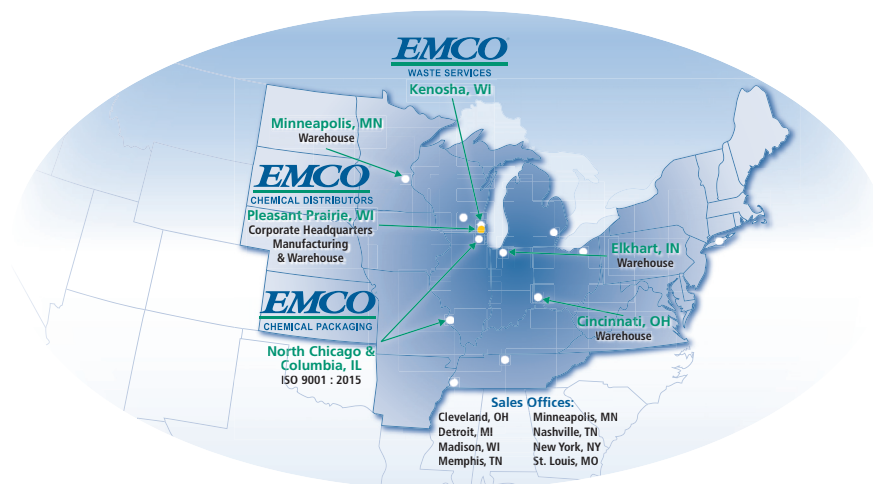 EMCO
WASTE SERVICES
Kenosha, WI
Minneapolis, MN
Warehouse
EMCO
CHEMICAL DISTRIBUTORS
Pleasant Prairie, WI
Corporate Headquarters
Manufacturing
& Warehouse
Elkhart, IN
Warehouse
EMCO
CHEMICAL PACKAGING
North Chicago &
Columbia, IL
ISO 9001 : 2015
Cincinnati, OH
Warehouse
Sales Offices:
Cleveland, OH
Detroit, MI
Madison, WI
Memphis, TN
Minneapolis, MN
Nashville, TN
New York, NY
St. Louis, MO